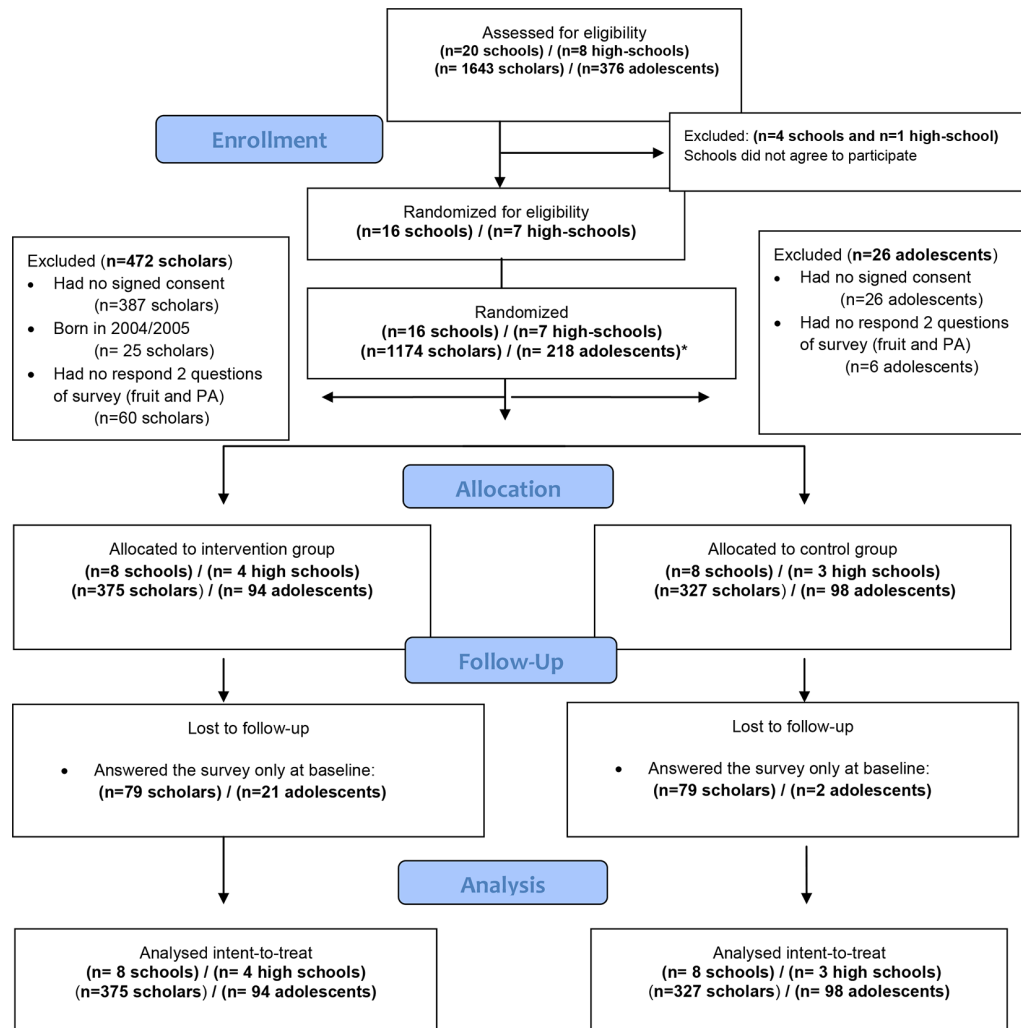 Assessed for eligibility
(n=20 schools) / (n=8 high-schools)
(n= 1643 scholars) / (n=376 adolescents)
Enrollment
Excluded: (n=4 schools and n=1 high-school)
Schools did not agree to participate
Randomized for eligibility
(n=16 schools) / (n=7 high-schools)
Excluded (n=472 scholars)
• Had no signed consent
(n=387 scholars)
• Born in 2004/2005
(n= 25 scholars)
• Had no respond 2 questions
of survey (fruit and PA)
(n=60 scholars)
Excluded (n=26 adolescents)
• Had no signed consent
(n=26 adolescents)
• Had no respond 2 questions
of survey (fruit and PA)
(n=6 adolescents)
Randomized
(n=16 schools) / (n=7 high-schools)
(n=1174 scholars) / (n= 218 adolescents)*
Allocation
Allocated to intervention group
(n=8 schools) / (n= 4 high schools)
(n=375 scholars) / (n= 94 adolescents)
Allocated to control group
(n=8 schools) / (n= 3 high schools)
(n=327 scholars) / (n= 98 adolescents)
Follow-Up
Lost to follow-up
• Answered the survey only at baseline:
(n=79 scholars) / (n=21 adolescents)
Lost to follow-up
• Answered the survey only at baseline:
(n=79 scholars) / (n=2 adolescents)
Analysis
Analysed intent-to-treat
(n= 8 schools) / (n= 4 high schools)
(n=375 scholars) / (n= 94 adolescents)
Analysed intent-to-treat
(n= 8 schools) / (n= 3 high schools)
(n=327 scholars) / (n= 98 adolescents)